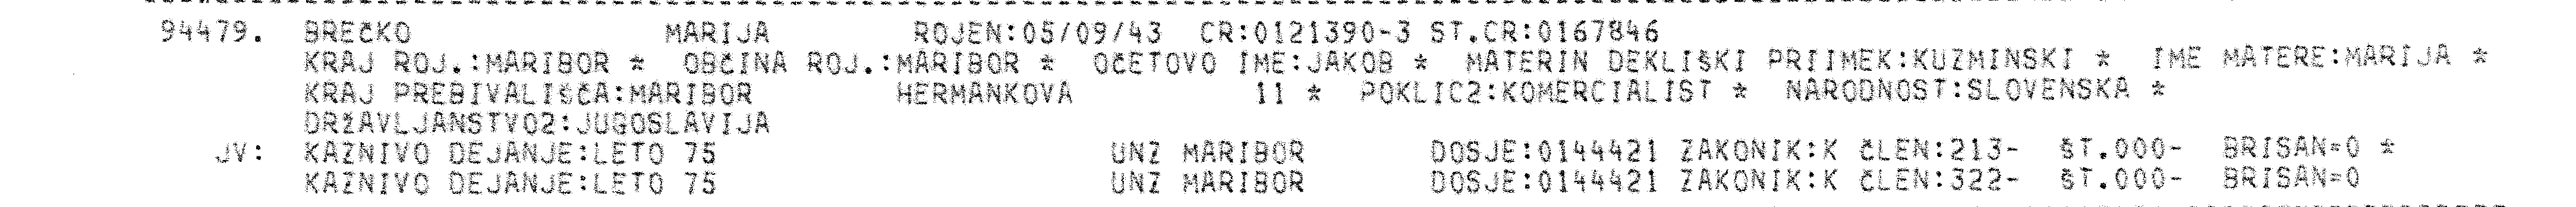 94479. BREČKO MARIJA ROJEN:05/09/43 CR:0121390-3 ST.CR:0167846
KRAJ ROJ.:MARIBOR * OBČINA ROJ.:MARIBOR * OČETOVO IME:JAKOB * MATERIN DEKLIŠKI PRIIMEK:KUZMINSKI * IME MATERE:MARIJA *
KRAJ PREBIVALIŠČA:MARIBOR HERMANKOVA 11 * POKLIC2:KOMERCIALIST * NARODNOST:SLOVENSKA *
DRŽAVLJANSTVO2:JUGOSLAVIJA
JV: KAZNIVO DEJANJE:LETO 75 UNZ MARIBOR DOSJE:0144421 ZAKONIK:K ČLEN:213- ŠT.000- BRISAN=0 *
KAZNIVO DEJANJE:LETO 75 UNZ MARIBOR DOSJE:0144421 ZAKONIK:K ČLEN:322- ŠT.000- BRISAN=0